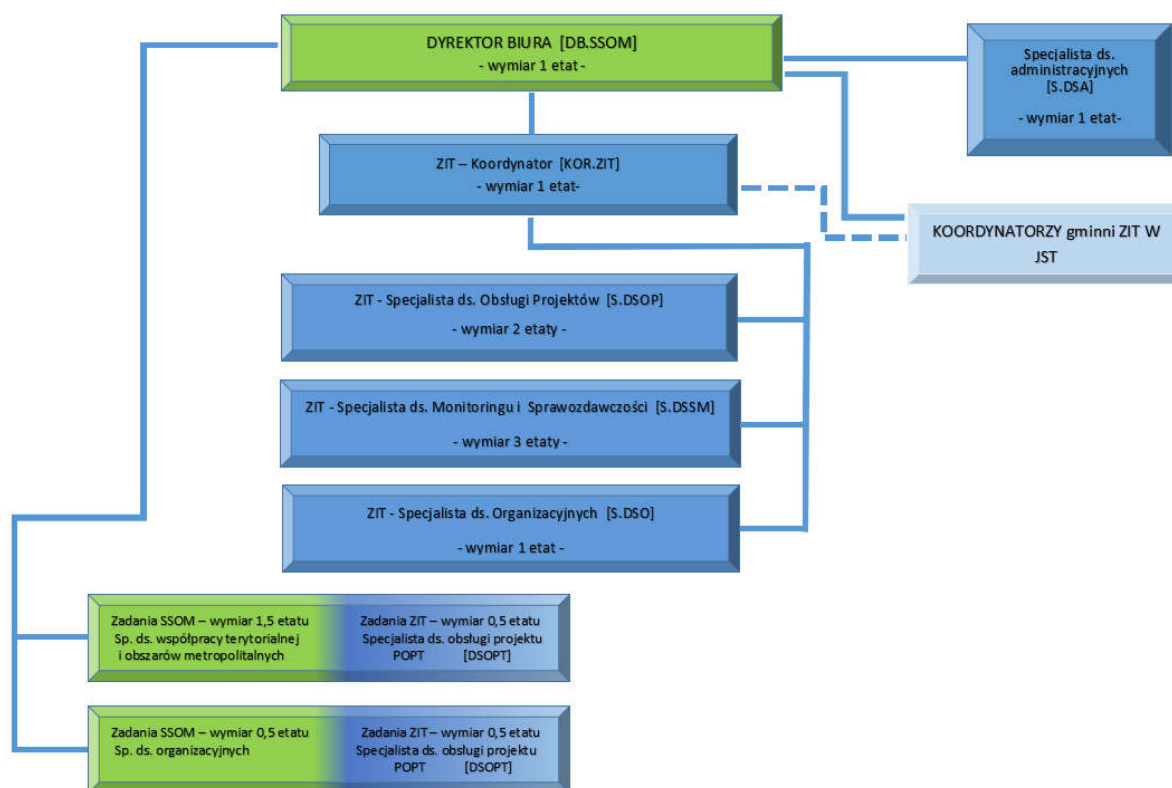 DYREKTOR BIURA [DB.SSOM]
- wymiar 1 etat -
Specjalista ds.
administracyjnych
[S.DSA]
- wymiar 1 etat-
ZIT – Koordynator [KOR.ZIT]
- wymiar 1 etat-
KOORDYNATORZY gminni ZIT W
JST
ZIT - Specjalista ds. Obsługi Projektów [S.DSOP]
- wymiar 2 etaty -
ZIT - Specjalista ds. Monitoringu i Sprawozdawczości [S.DSSM]
- wymiar 3 etaty -
ZIT - Specjalista ds. Organizacyjnych [S.DSO]
- wymiar 1 etat -
Zadania SSOM – wymiar 1,5 etatu
Sp. ds. współpracy terytorialnej
i obszarów metropolitalnych
Zadania ZIT – wymiar 0,5 etatu
Specjalista ds. obsługi projektu
POPT [DSOPT]
Zadania SSOM – wymiar 0,5 etatu
Sp. ds. organizacyjnych
Zadania ZIT – wymiar 0,5 etatu
Specjalista ds. obsługi projektu
POPT [DSOPT]